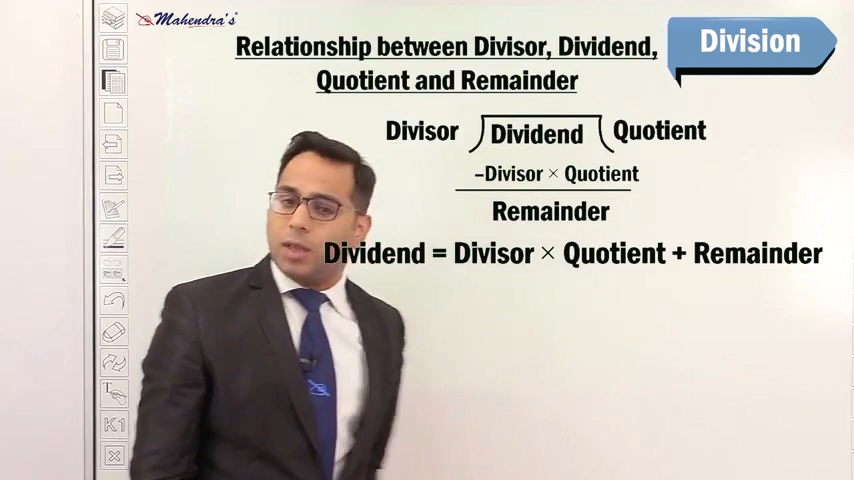 Mahendra's
Division
Relationship between Divisor, Dividend,
Quotient and Remainder
Divisor Dividend Quotient
–Divisor × Quotient
Remainder
Dividend = Divisor × Quotient + Remainder
T
K1